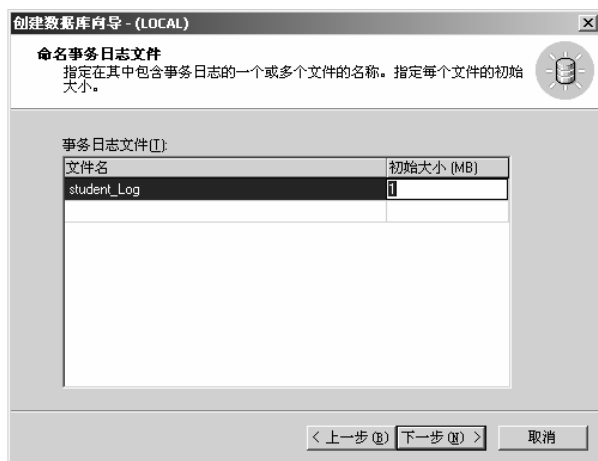 创建数据库向导 - (LOCAL)
命名事务日志文件
指定在其中包含事务日志的一个或多个文件的名称。指定每个文件的初始
大小。
事务日志文件(T):
文件名 初始大小 (MB)
student_Log 1
< 上一步(B) 下一步(N) > 取消